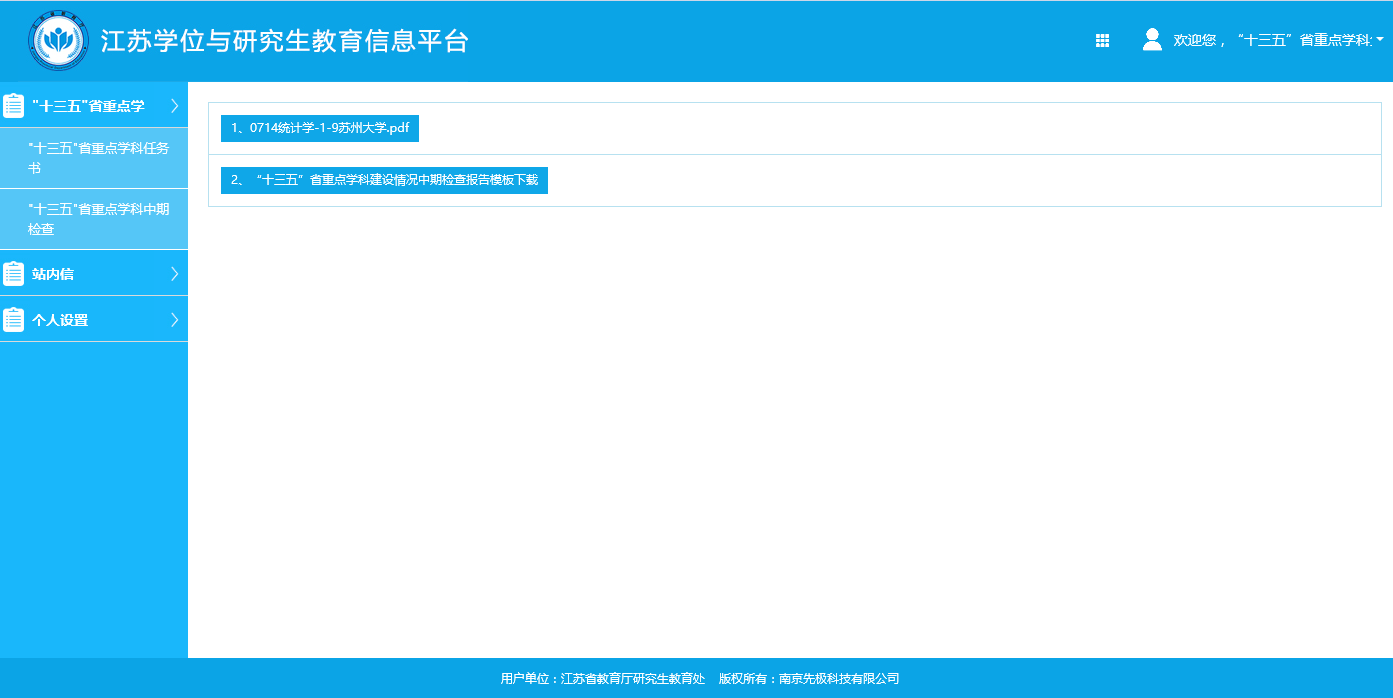 江苏学位与研究生教育信息平台
欢迎您，“十三五”省重点学科
"十三五"省重点学
"十三五"省重点学科任务
书
"十三五"省重点学科中期
检查
站内信
个人设置
1、0714统计学-1-9苏州大学.pdf
2、“十三五”省重点学科建设情况中期检查报告模板下载
用户单位：江苏省教育厅研究生教育处 版权所有：南京先极科技有限公司